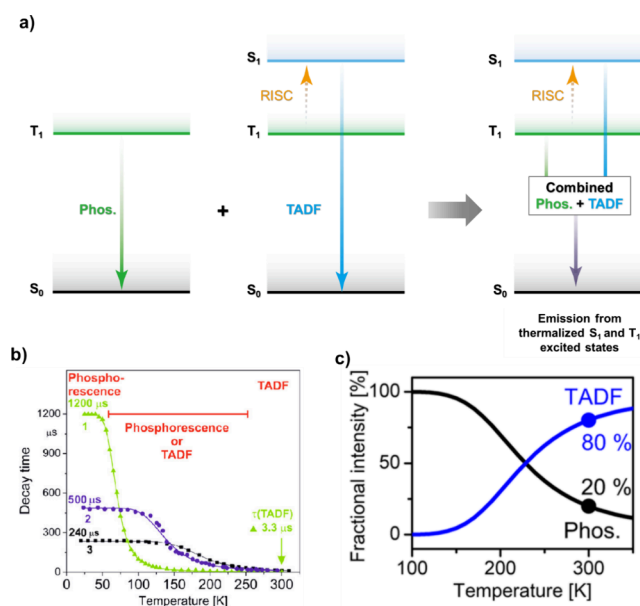 a)
S₁
S₁
RISC
RISC
T₁
T₁
T₁
Phos.
+
TADF
Combined
Phos. + TADF
S₀
S₀
S₀
Emission from
thermalized S₁ and T₁
excited states
b)
Phospho-
rescence
TADF
1200 μs
1
Phosphorescence
or
TADF
500 μs
2
240 μs
3
τ(TADF)
▲ 3.3 μs
1200
μs
900
600
300
0
Decay time
0
50
100
150
200
250
300
Temperature [K]
c)
Fractional intensity [%]
100
50
0
TADF
80 %
20 %
Phos.
100
200
300
Temperature [K]